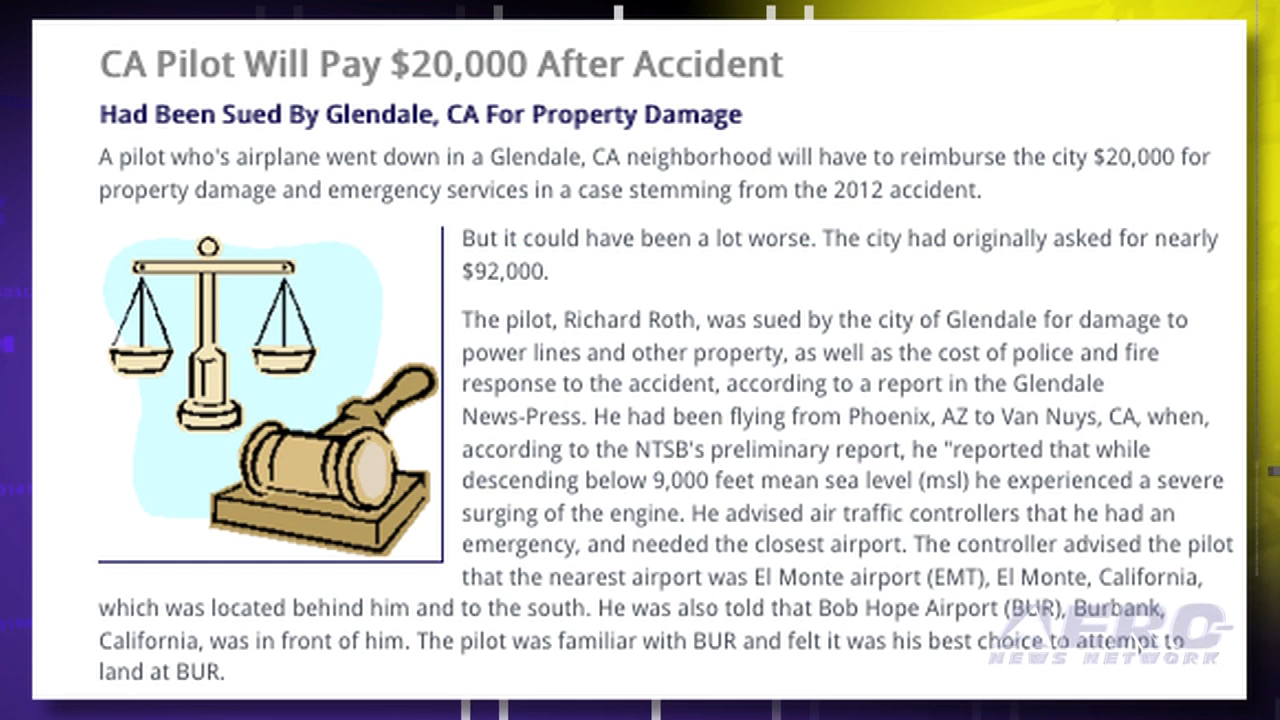 CA Pilot Will Pay $20,000 After Accident
Had Been Sued By Glendale, CA For Property Damage
A pilot who's airplane went down in a Glendale, CA neighborhood will have to reimburse the city $20,000 for
property damage and emergency services in a case stemming from the 2012 accident.
But it could have been a lot worse. The city had originally asked for nearly
$92,000.
The pilot, Richard Roth, was sued by the city of Glendale for damage to
power lines and other property, as well as the cost of police and fire
response to the accident, according to a report in the Glendale
News-Press. He had been flying from Phoenix, AZ to Van Nuys, CA, when,
according to the NTSB's preliminary report, he "reported that while
descending below 9,000 feet mean sea level (msl) he experienced a severe
surging of the engine. He advised air traffic controllers that he had an
emergency, and needed the closest airport. The controller advised the pilot
that the nearest airport was El Monte airport (EMT), El Monte, California,
which was located behind him and to the south. He was also told that Bob Hope Airport (BUR), Burbank,
California, was in front of him. The pilot was familiar with BUR and felt it was his best choice to attempt to
land at BUR.
AERO
NEWS NETWORK